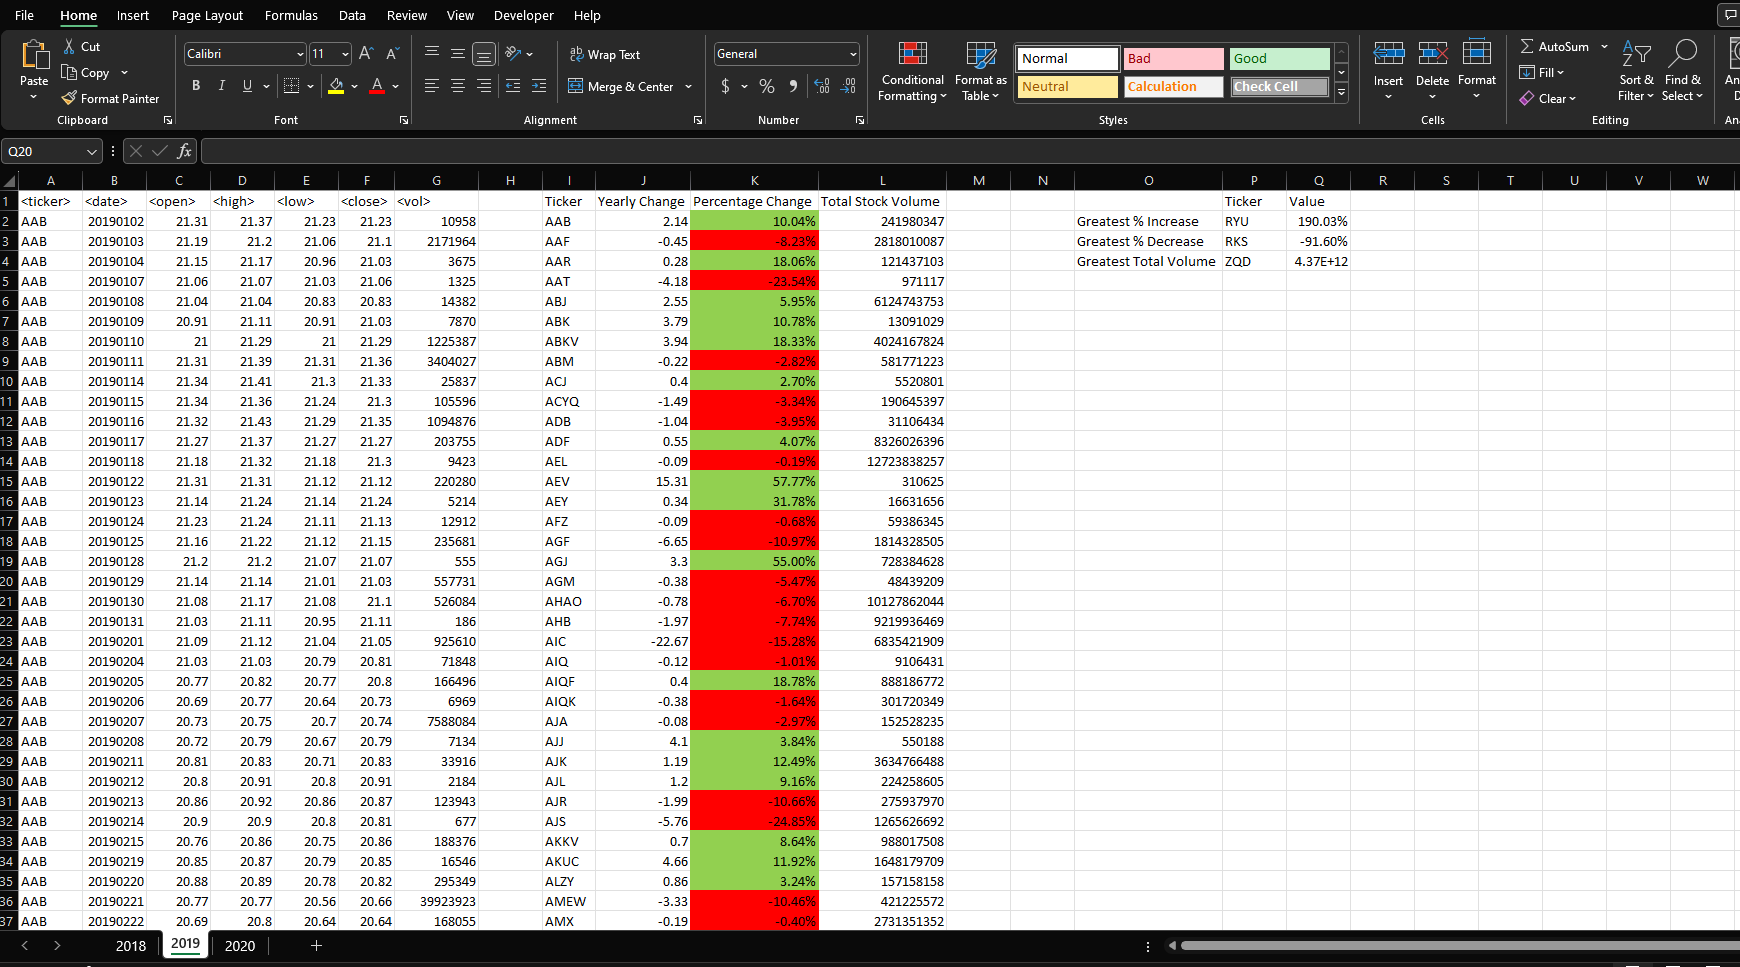 File Home Insert Page Layout Formulas Data Review View Developer Help
Paste Cut Copy Format Painter Clipboard
Calibri 11 B I U Font
Wrap Text Merge & Center Alignment
General $ % Number
Conditional Formatting Format as Table Normal Bad Good Neutral Calculation Check Cell Styles
Insert Delete Format Cells
AutoSum Fill Clear Sort & Filter Find & Select Editing
Q20 fx
A B C D E F G H I J K L M N O P Q R S T U V W
1 <ticker> <date> <open> <high> <low> <close> <vol> Ticker Yearly Change Percentage Change Total Stock Volume Ticker Value
2 AAB 20190102 21.31 21.37 21.23 21.23 10958 AAB 2.14 10.04% 241980347 Greatest % Increase RYU 190.03%
3 AAB 20190103 21.19 21.2 21.06 21.1 2171964 AAF -0.45 -8.23% 2818010087 Greatest % Decrease RKS -91.60%
4 AAB 20190104 21.15 21.17 20.96 21.03 3675 AAR 0.28 18.06% 121437103 Greatest Total Volume ZQD 4.37E+12
5 AAB 20190107 21.06 21.07 21.03 21.06 1325 AAT -4.18 -23.54% 971117
6 AAB 20190108 21.04 21.04 20.83 20.83 14382 ABJ 2.55 5.95% 6124743753
7 AAB 20190109 20.91 21.11 20.91 21.03 7870 ABK 3.79 10.78% 13091029
8 AAB 20190110 21 21.29 21 21.29 1225387 ABKV 3.94 18.33% 4024167824
9 AAB 20190111 21.31 21.39 21.31 21.36 3404027 ABM -0.22 -2.82% 581771223
10 AAB 20190114 21.34 21.41 21.3 21.33 25837 ACJ 0.4 2.70% 5520801
11 AAB 20190115 21.34 21.36 21.24 21.3 105596 ACYQ -1.49 -3.34% 190645397
12 AAB 20190116 21.32 21.43 21.29 21.35 1094876 ADB -1.04 -3.95% 31106434
13 AAB 20190117 21.27 21.37 21.27 21.27 203755 ADF 0.55 4.07% 8326026396
14 AAB 20190118 21.18 21.32 21.18 21.3 9423 AEL -0.09 -0.19% 12723838257
15 AAB 20190122 21.31 21.31 21.12 21.12 220280 AEV 15.31 57.77% 310625
16 AAB 20190123 21.14 21.24 21.14 21.24 5214 AEY 0.34 31.78% 16631656
17 AAB 20190124 21.23 21.24 21.11 21.13 12912 AFZ -0.09 -0.68% 59386345
18 AAB 20190125 21.16 21.22 21.12 21.15 235681 AGF -6.65 -10.97% 1814328505
19 AAB 20190128 21.2 21.2 21.07 21.07 555 AGJ 3.3 55.00% 728384628
20 AAB 20190129 21.14 21.14 21.01 21.03 557731 AGM -0.38 -5.47% 48439209
21 AAB 20190130 21.08 21.17 21.08 21.1 526084 AHAO -0.78 -6.70% 10127862044
22 AAB 20190131 21.03 21.11 20.95 21.11 186 AHB -1.97 -7.74% 9219936469
23 AAB 20190201 21.09 21.12 21.04 21.05 925610 AIC -22.67 -15.28% 6835421909
24 AAB 20190204 21.03 21.03 20.79 20.81 71848 AIQ -0.12 -1.01% 9106431
25 AAB 20190205 20.77 20.82 20.77 20.8 166496 AIQF 0.4 18.78% 888186772
26 AAB 20190206 20.69 20.77 20.64 20.73 6969 AIQK -0.38 -1.64% 301720349
27 AAB 20190207 20.73 20.75 20.7 20.74 7588084 AJA -0.08 -2.97% 152528235
28 AAB 20190208 20.72 20.79 20.67 20.79 7134 AJJ 4.1 3.84% 550188
29 AAB 20190211 20.81 20.83 20.71 20.83 33916 AJK 1.19 12.49% 3634766488
30 AAB 20190212 20.8 20.91 20.8 20.91 2184 AJL 1.2 9.16% 224258605
31 AAB 20190213 20.86 20.92 20.86 20.87 123943 AJR -1.99 -10.66% 275937970
32 AAB 20190214 20.9 20.9 20.8 20.81 677 AJS -5.76 -24.85% 1265626692
33 AAB 20190215 20.76 20.86 20.75 20.86 188376 AKKV 0.7 8.64% 988017508
34 AAB 20190219 20.85 20.87 20.79 20.85 16546 AKUC 4.66 11.92% 1648179709
35 AAB 20190220 20.88 20.89 20.78 20.82 295349 ALZY 0.86 3.24% 157158158
36 AAB 20190221 20.77 20.77 20.56 20.66 39923923 AMEW -3.33 -10.46% 421225572
37 AAB 20190222 20.69 20.8 20.64 20.64 168055 AMX -0.19 -0.40% 2731351352
2018 2019 2020 +